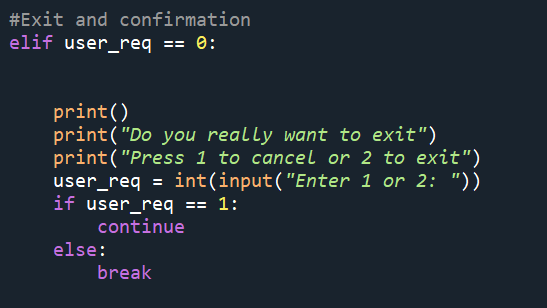 #Exit and confirmation
elif user_req == 0:
print()
print("Do you really want to exit")
print("Press 1 to cancel or 2 to exit")
user_req = int(input("Enter 1 or 2: "))
if user_req == 1:
continue
else:
break